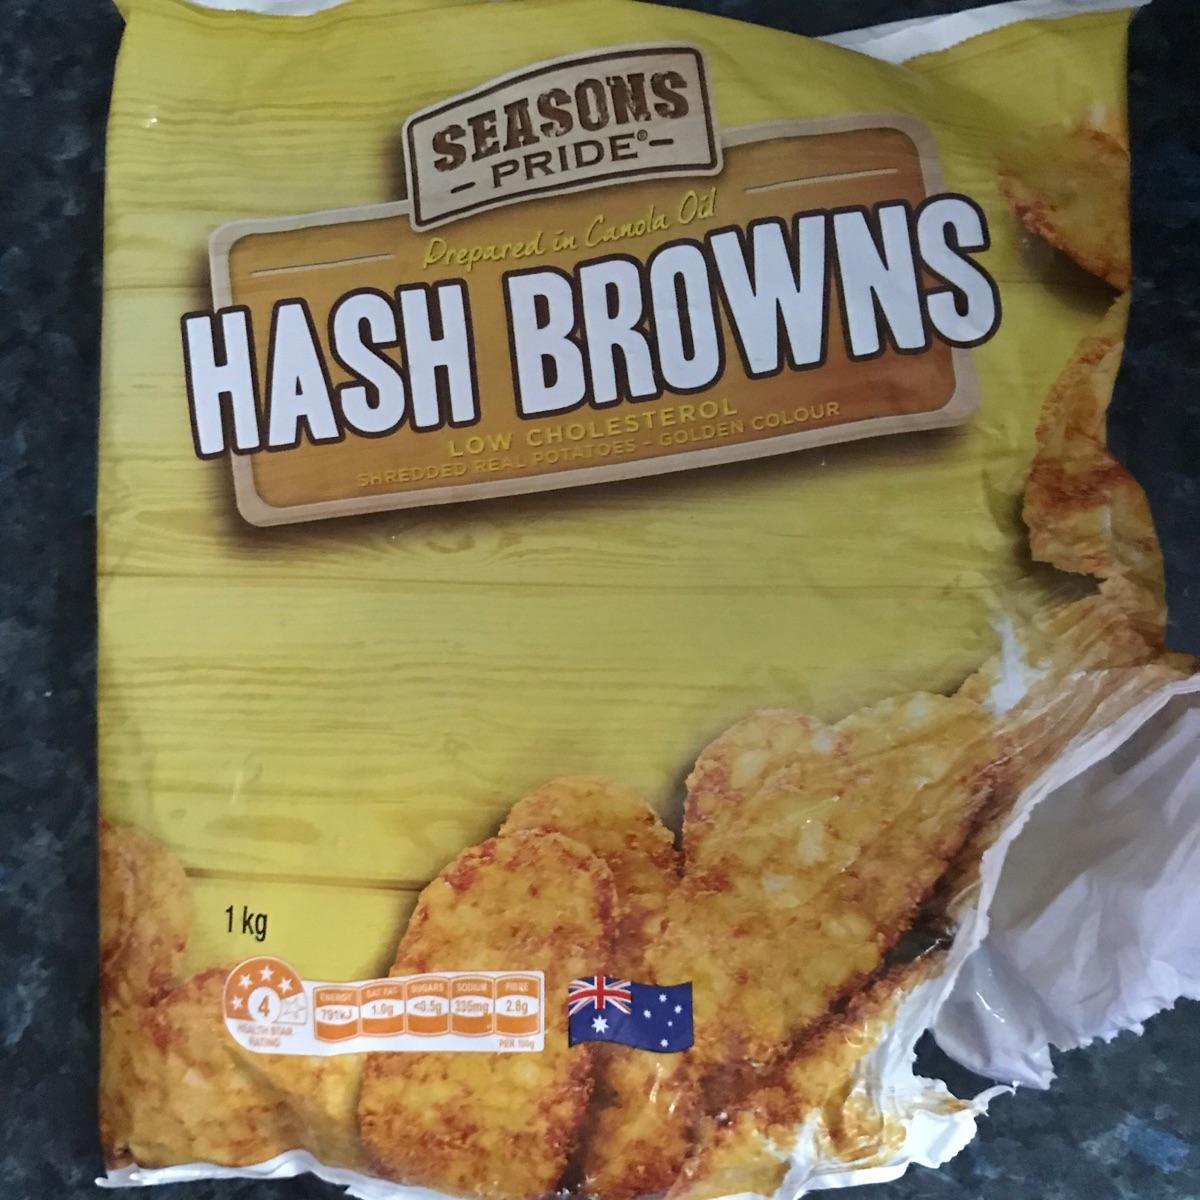 SEASONS
- PRIDE® -
Prepared in Canola Oil
HASH BROWNS
LOW CHOLESTEROL
SHREDDED REAL POTATOES - GOLDEN COLOUR
1 kg
4
HEALTH STAR
RATING
ENERGY SAT FAT SUGARS SODIUM FIBRE
791kJ 1.0g <0.5g 335mg 2.8g
PER 100g